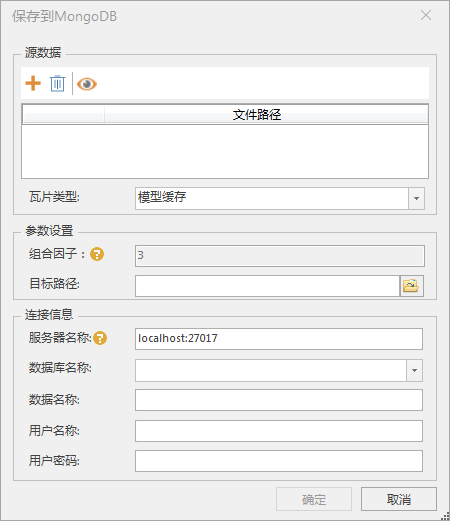 保存到MongoDB
源数据
文件路径
瓦片类型: 模型缓存
参数设置
组合因子： ? 3
目标路径:
连接信息
服务器名称: ? localhost:27017
数据库名称:
数据名称:
用户名称:
用户密码:
确定 取消